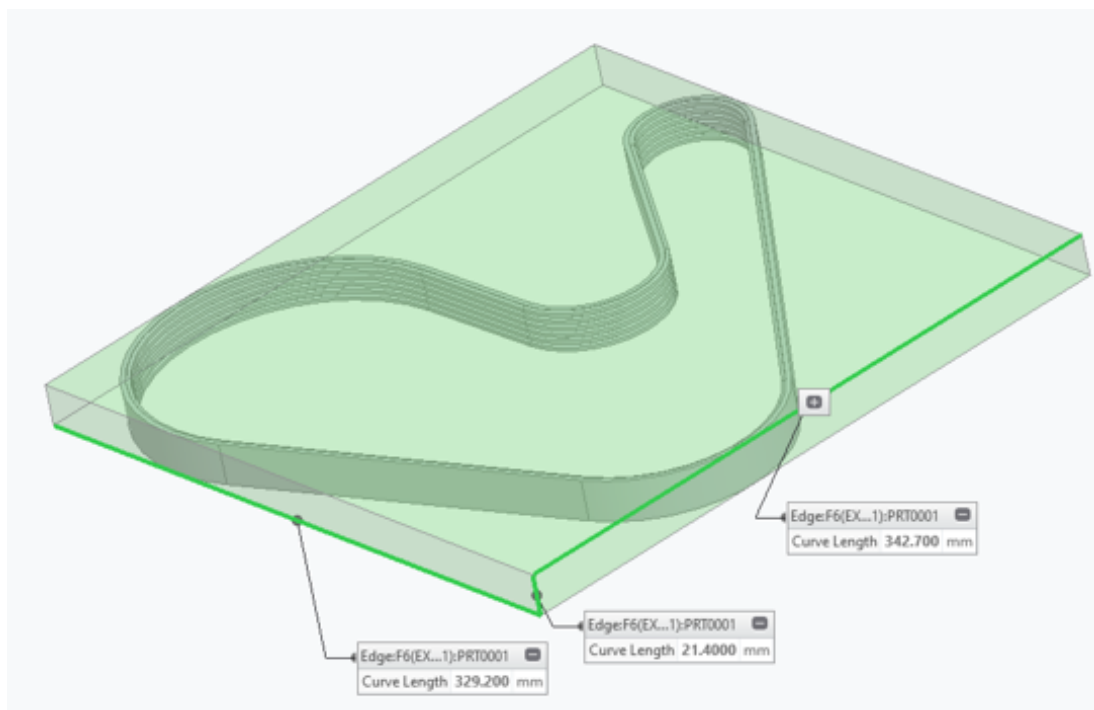 Edge:F6(EX...1):PRT0001
Curve Length 342.700 mm
Edge:F6(EX...1):PRT0001
Curve Length 21.4000 mm
Edge:F6(EX...1):PRT0001
Curve Length 329.200 mm